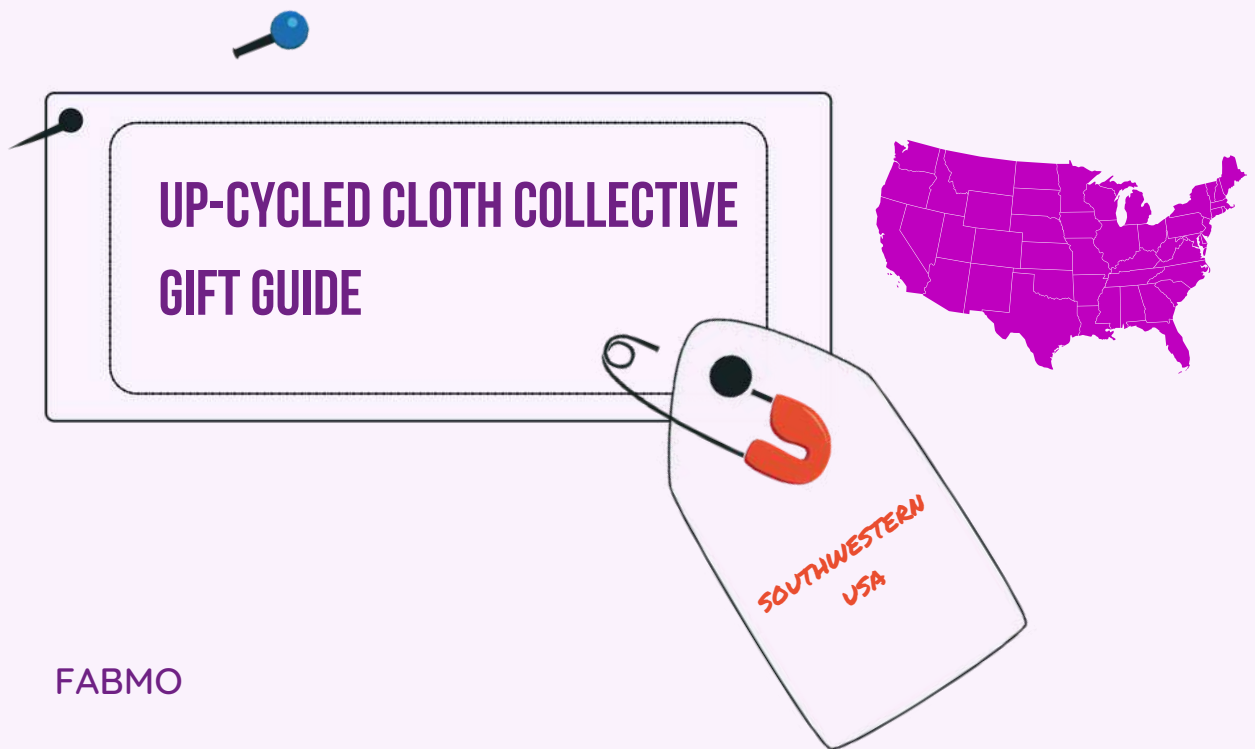 UP-CYCLED CLOTH COLLECTIVE
GIFT GUIDE
SOUTHWESTERN
USA
FABMO